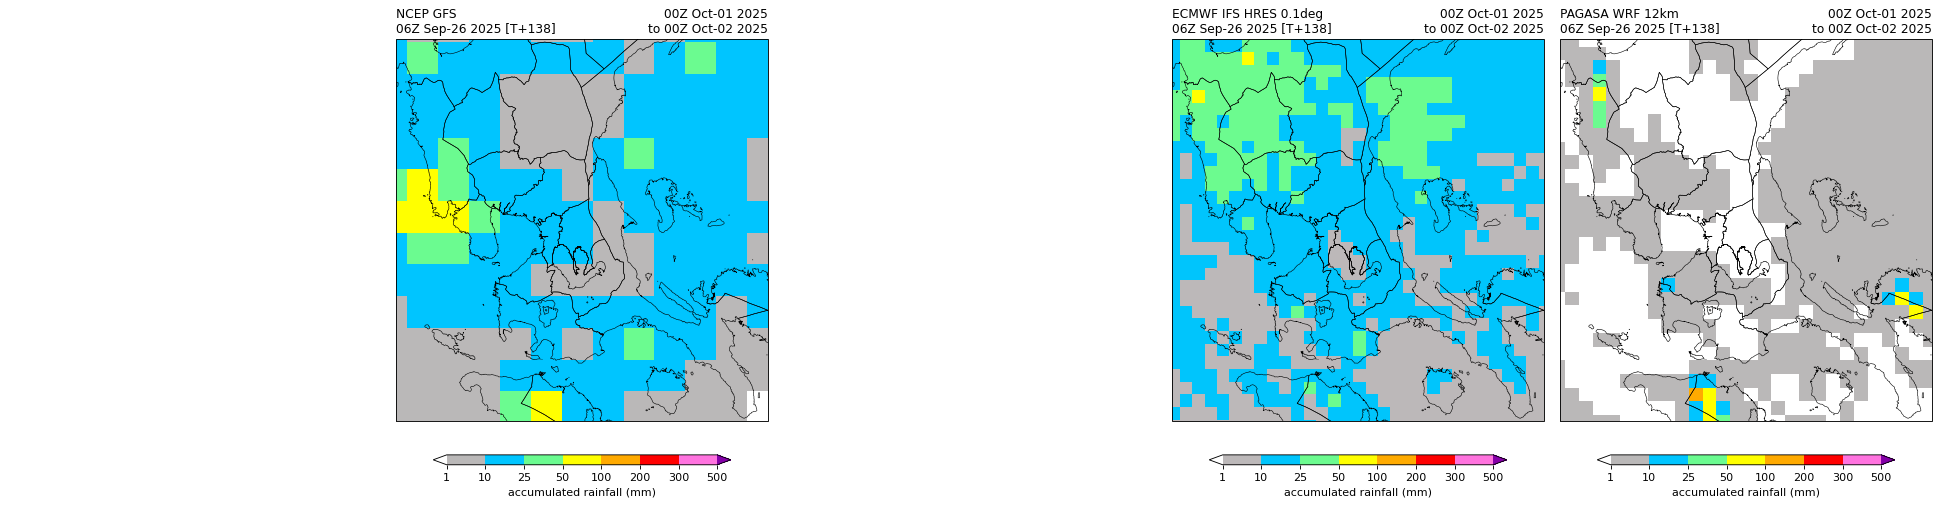 NCEP GFS 00Z Oct-01 2025
06Z Sep-26 2025 [T+138] to 00Z Oct-02 2025
1 10 25 50 100 200 300 500
accumulated rainfall (mm)
ECMWF IFS HRES 0.1deg 00Z Oct-01 2025
06Z Sep-26 2025 [T+138] to 00Z Oct-02 2025
1 10 25 50 100 200 300 500
accumulated rainfall (mm)
PAGASA WRF 12km 00Z Oct-01 2025
06Z Sep-26 2025 [T+138] to 00Z Oct-02 2025
1 10 25 50 100 200 300 500
accumulated rainfall (mm)